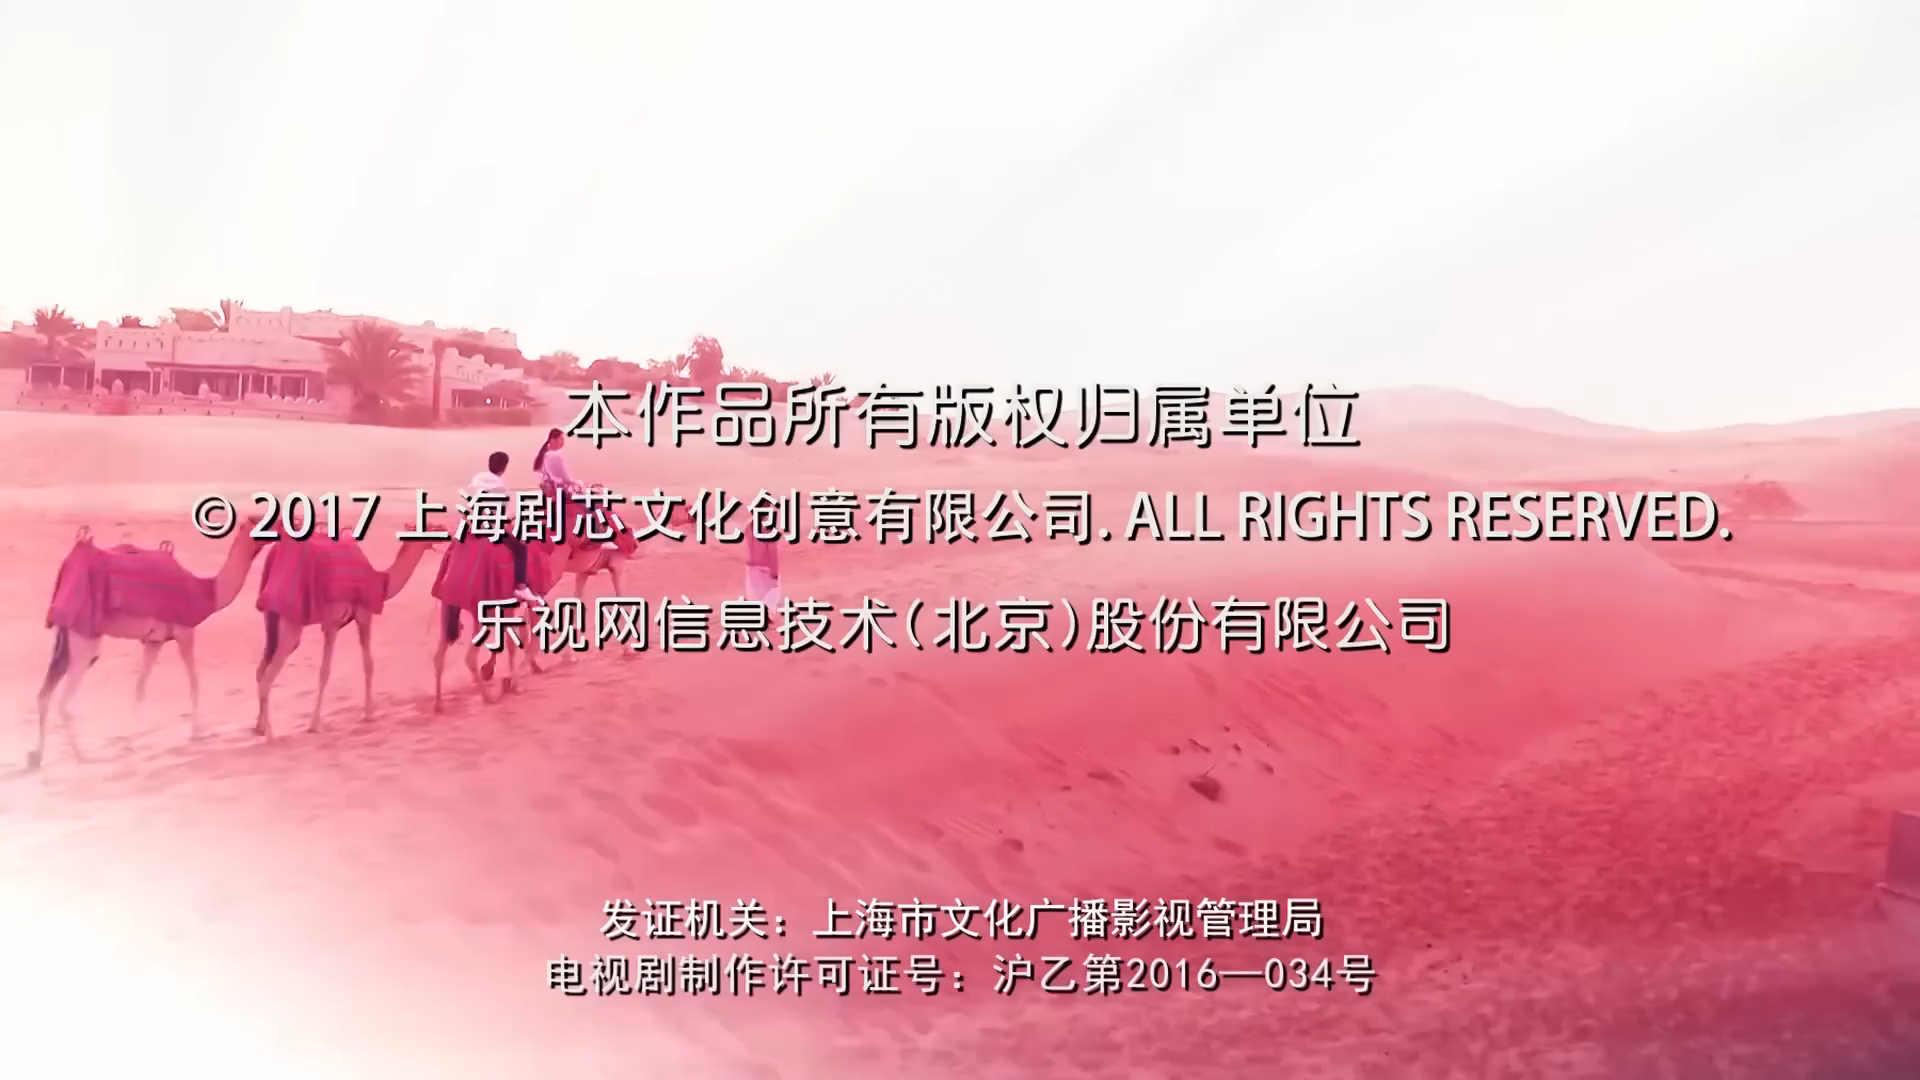 本作品所有版权归属单位
© 2017 上海剧芯文化创意有限公司. ALL RIGHTS RESERVED.
乐视网信息技术(北京)股份有限公司
发证机关：上海市文化广播影视管理局
电视剧制作许可证号：沪乙第2016—034号